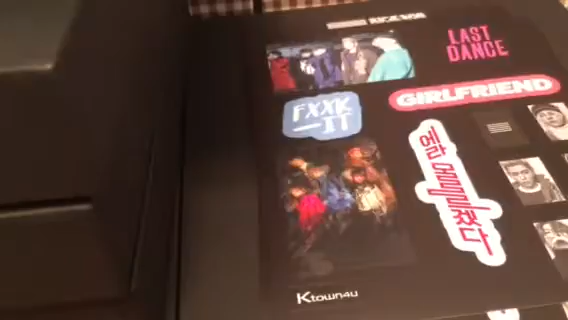 LAST
DANCE
GIRLFRIEND
FXXK
IT
에라 모르겠다
Ktown4u